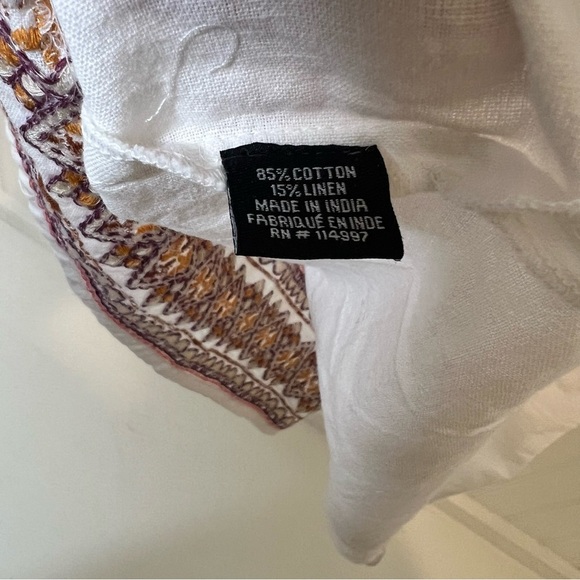 85% COTTON
15% LINEN
MADE IN INDIA
FABRIQUÉ EN INDE
RN # 114997